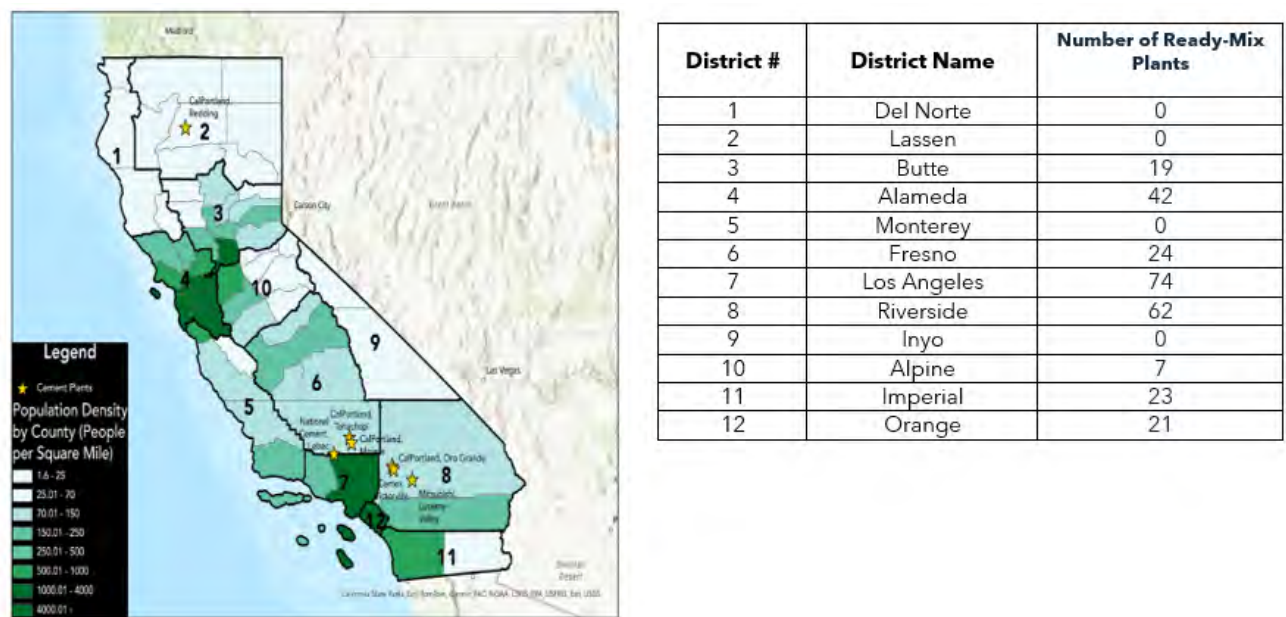 Medford
CalPortland,
Redding
2
1
3
Carson City
Great Basin
4
10
9
Las Vegas
6
5
National
Cement,
Lebec
CalPortland,
CalPortland,
CalPortland, Oro Grande
8
7
Cemex
Mitsubishi,
Lucerne
Valley
12
11
Sonoran
Desert
Legend
Cement Plants
Population Density
by County (People
per Square Mile)
1.6 - 25
25.01 - 70
70.01 - 150
150.01 - 250
250.01 - 500
500.01 - 1000
1000.01 - 4000
4000.01 +
District # District Name Number of Ready-Mix
Plants
1 Del Norte 0
2 Lassen 0
3 Butte 19
4 Alameda 42
5 Monterey 0
6 Fresno 24
7 Los Angeles 74
8 Riverside 62
9 Inyo 0
10 Alpine 7
11 Imperial 23
12 Orange 21